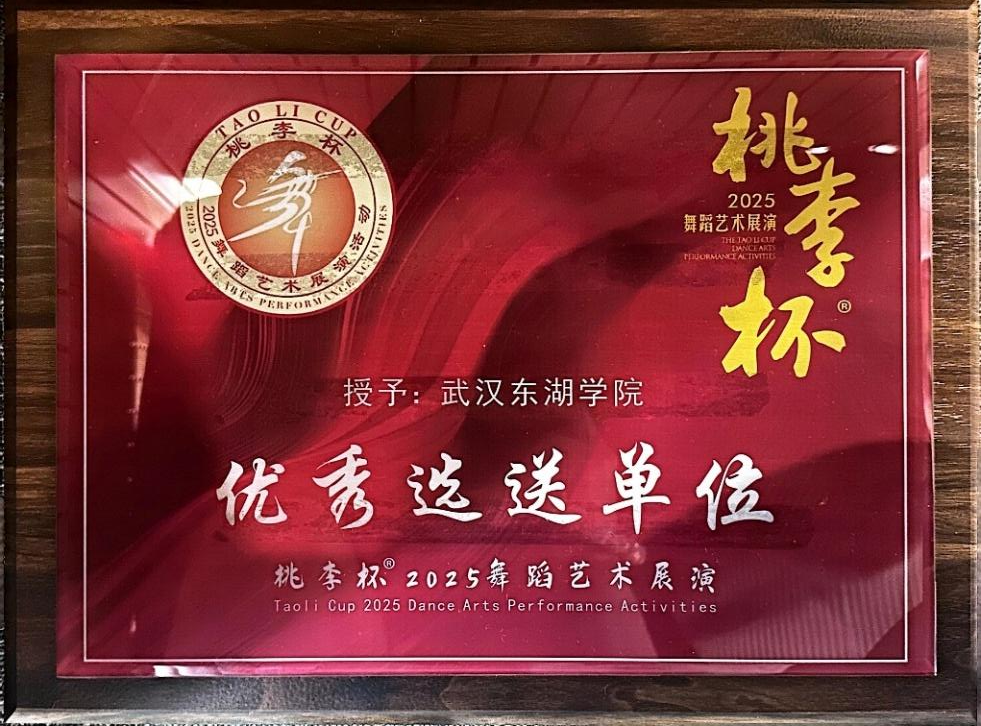 TAO LI CUP
桃李杯
舞
2025舞蹈艺术展演活动
2025 DANCE ARTS PERFORMANCE ACTIVITIES
桃李杯®
2025
舞蹈艺术展演
THE TAO LI CUP
DANCE ARTS
PERFORMANCE ACTIVITIES
授予：武汉东湖学院
优秀选送单位
桃李杯®2025舞蹈艺术展演
Taoli Cup 2025 Dance Arts Performance Activities